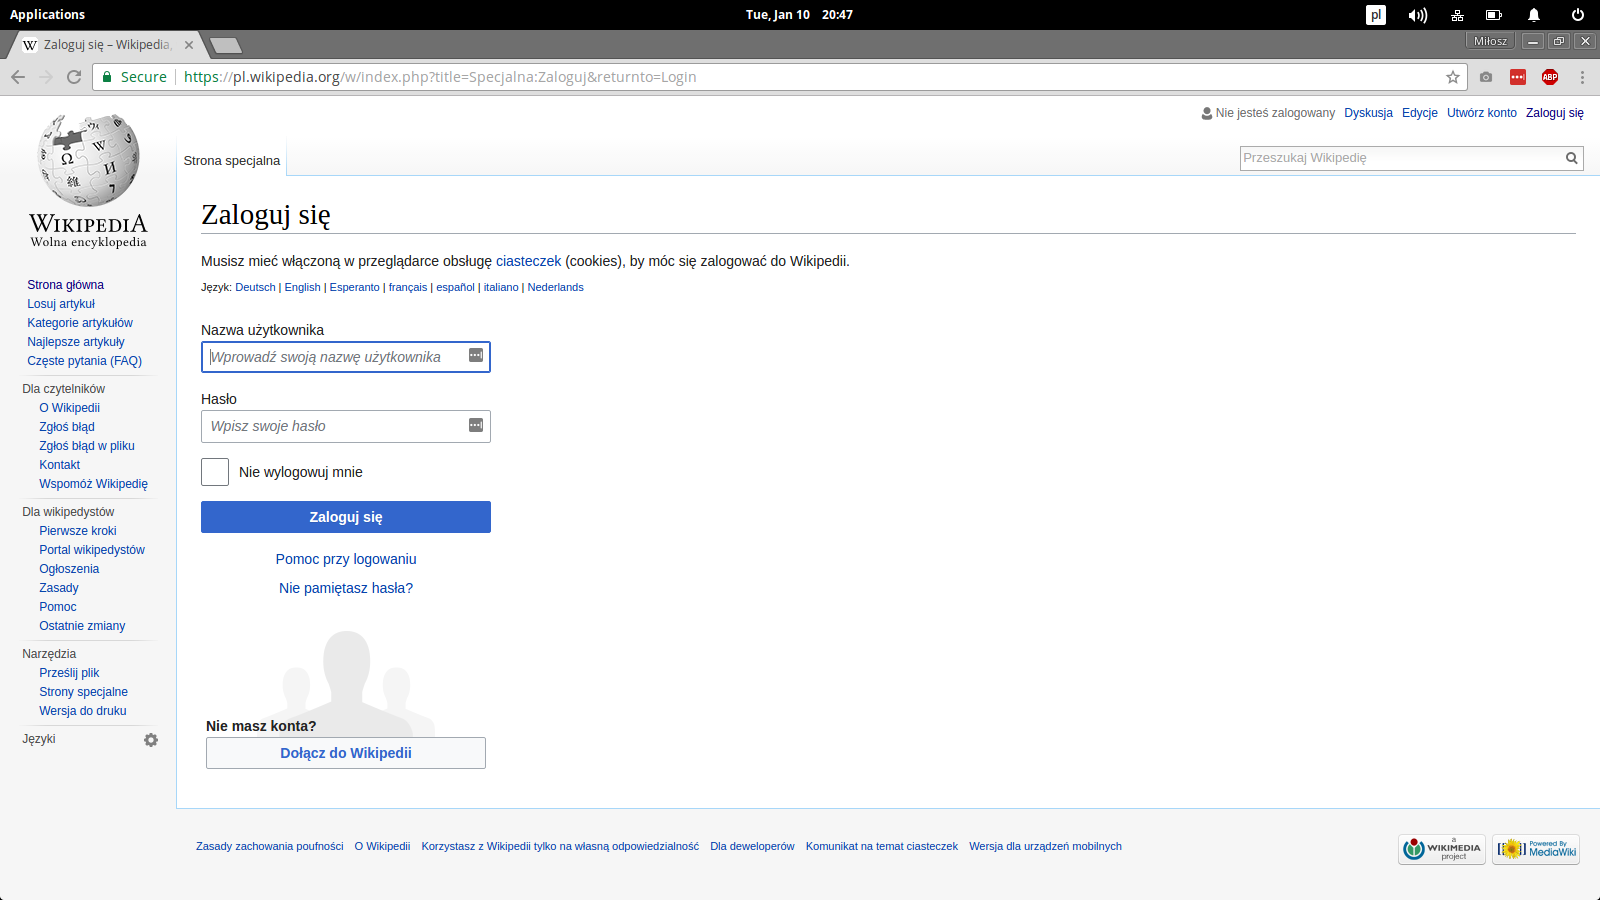 Applications
Tue, Jan 10 20:47
pl
Zaloguj się – Wikipedia,
Miłosz
Secure
https://pl.wikipedia.org/w/index.php?title=Specjalna:Zaloguj&returnto=Login
ABP
Nie jesteś zalogowany Dyskusja Edycje Utwórz konto Zaloguj się
Strona specjalna
Przeszukaj Wikipedię
WIKIPEDIA
Wolna encyklopedia
Strona główna
Losuj artykuł
Kategorie artykułów
Najlepsze artykuły
Częste pytania (FAQ)
Dla czytelników
O Wikipedii
Zgłoś błąd
Zgłoś błąd w pliku
Kontakt
Wspomóż Wikipedię
Dla wikipedystów
Pierwsze kroki
Portal wikipedystów
Ogłoszenia
Zasady
Pomoc
Ostatnie zmiany
Narzędzia
Prześlij plik
Strony specjalne
Wersja do druku
Języki
Zaloguj się
Musisz mieć włączoną w przeglądarce obsługę ciasteczek (cookies), by móc się zalogować do Wikipedii.
Język: Deutsch | English | Esperanto | français | español | italiano | Nederlands
Nazwa użytkownika
Wprowadź swoją nazwę użytkownika
Hasło
Wpisz swoje hasło
Nie wylogowuj mnie
Zaloguj się
Pomoc przy logowaniu
Nie pamiętasz hasła?
Nie masz konta?
Dołącz do Wikipedii
Zasady zachowania poufności O Wikipedii Korzystasz z Wikipedii tylko na własną odpowiedzialność Dla deweloperów Komunikat na temat ciasteczek Wersja dla urządzeń mobilnych
a
WIKIMEDIA
project
Powered By
MediaWiki